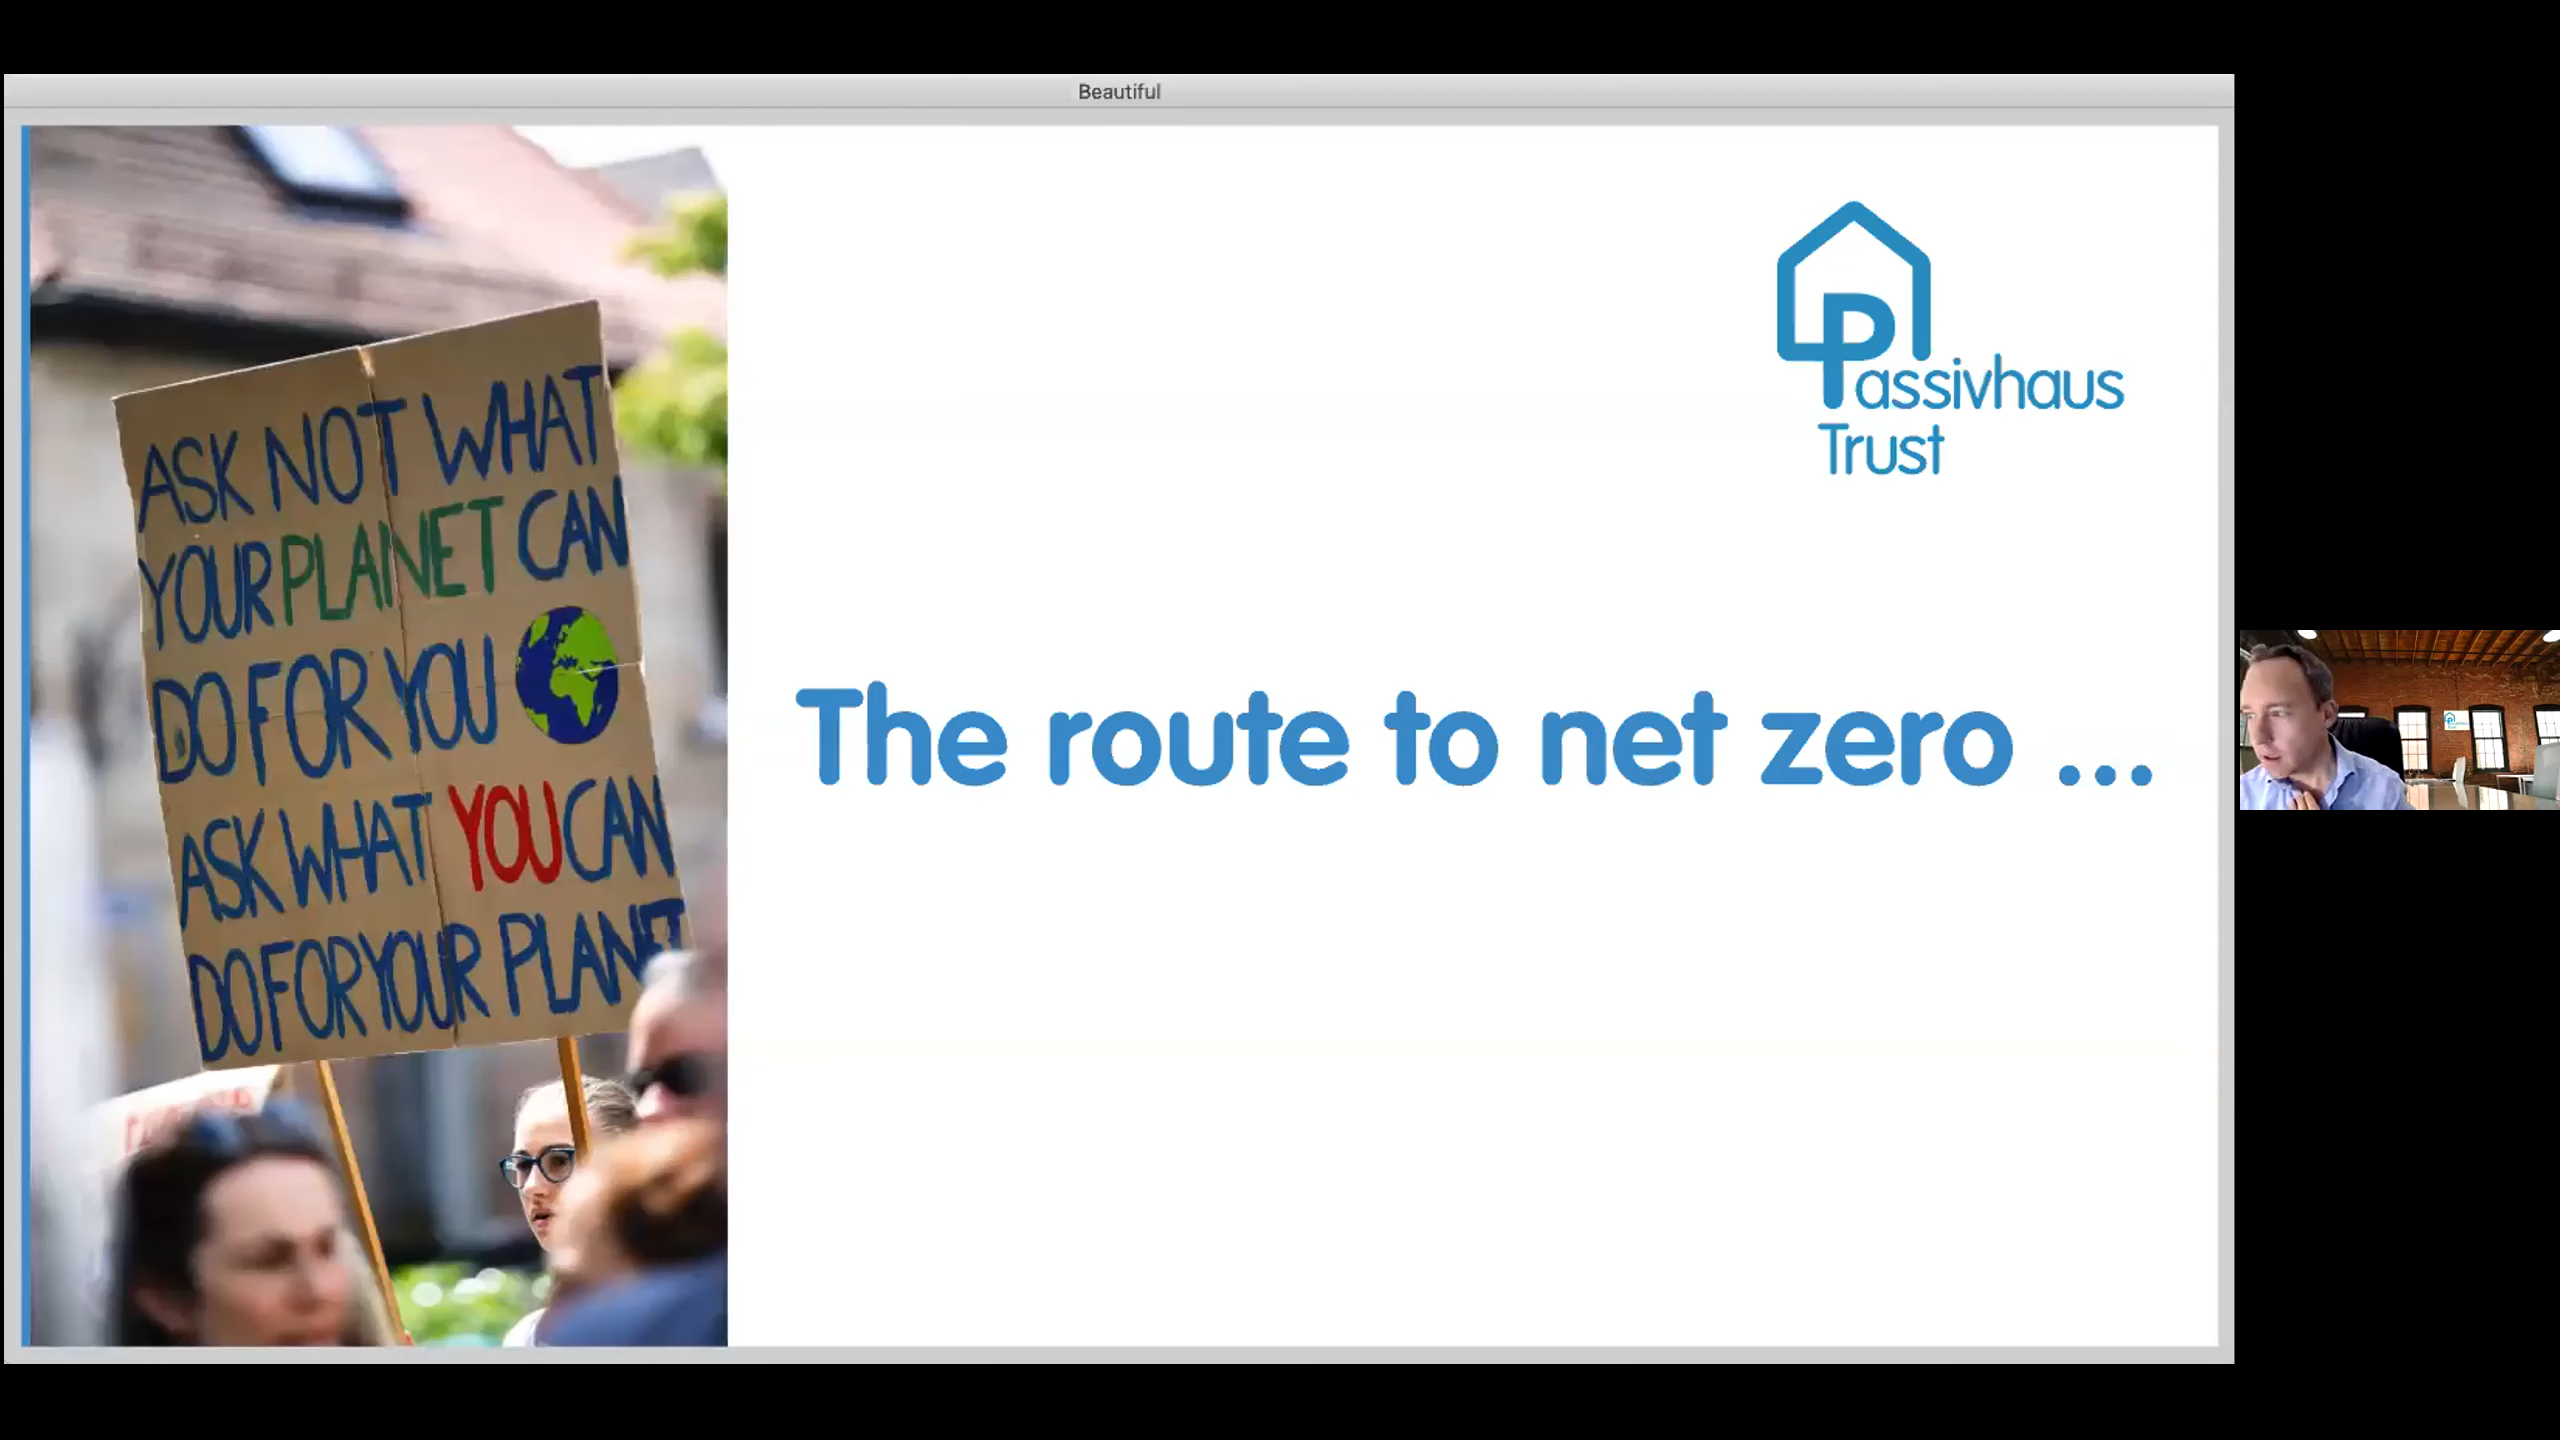 Beautiful
ASK NOT WHAT
YOUR PLANET CAN
DO FOR YOU
ASK WHAT YOU CAN
DO FOR YOUR PLANET
Passivhaus
Trust
The route to net zero ...